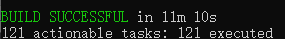 BUILD SUCCESSFUL in 11m 10s
121 actionable tasks: 121 executed